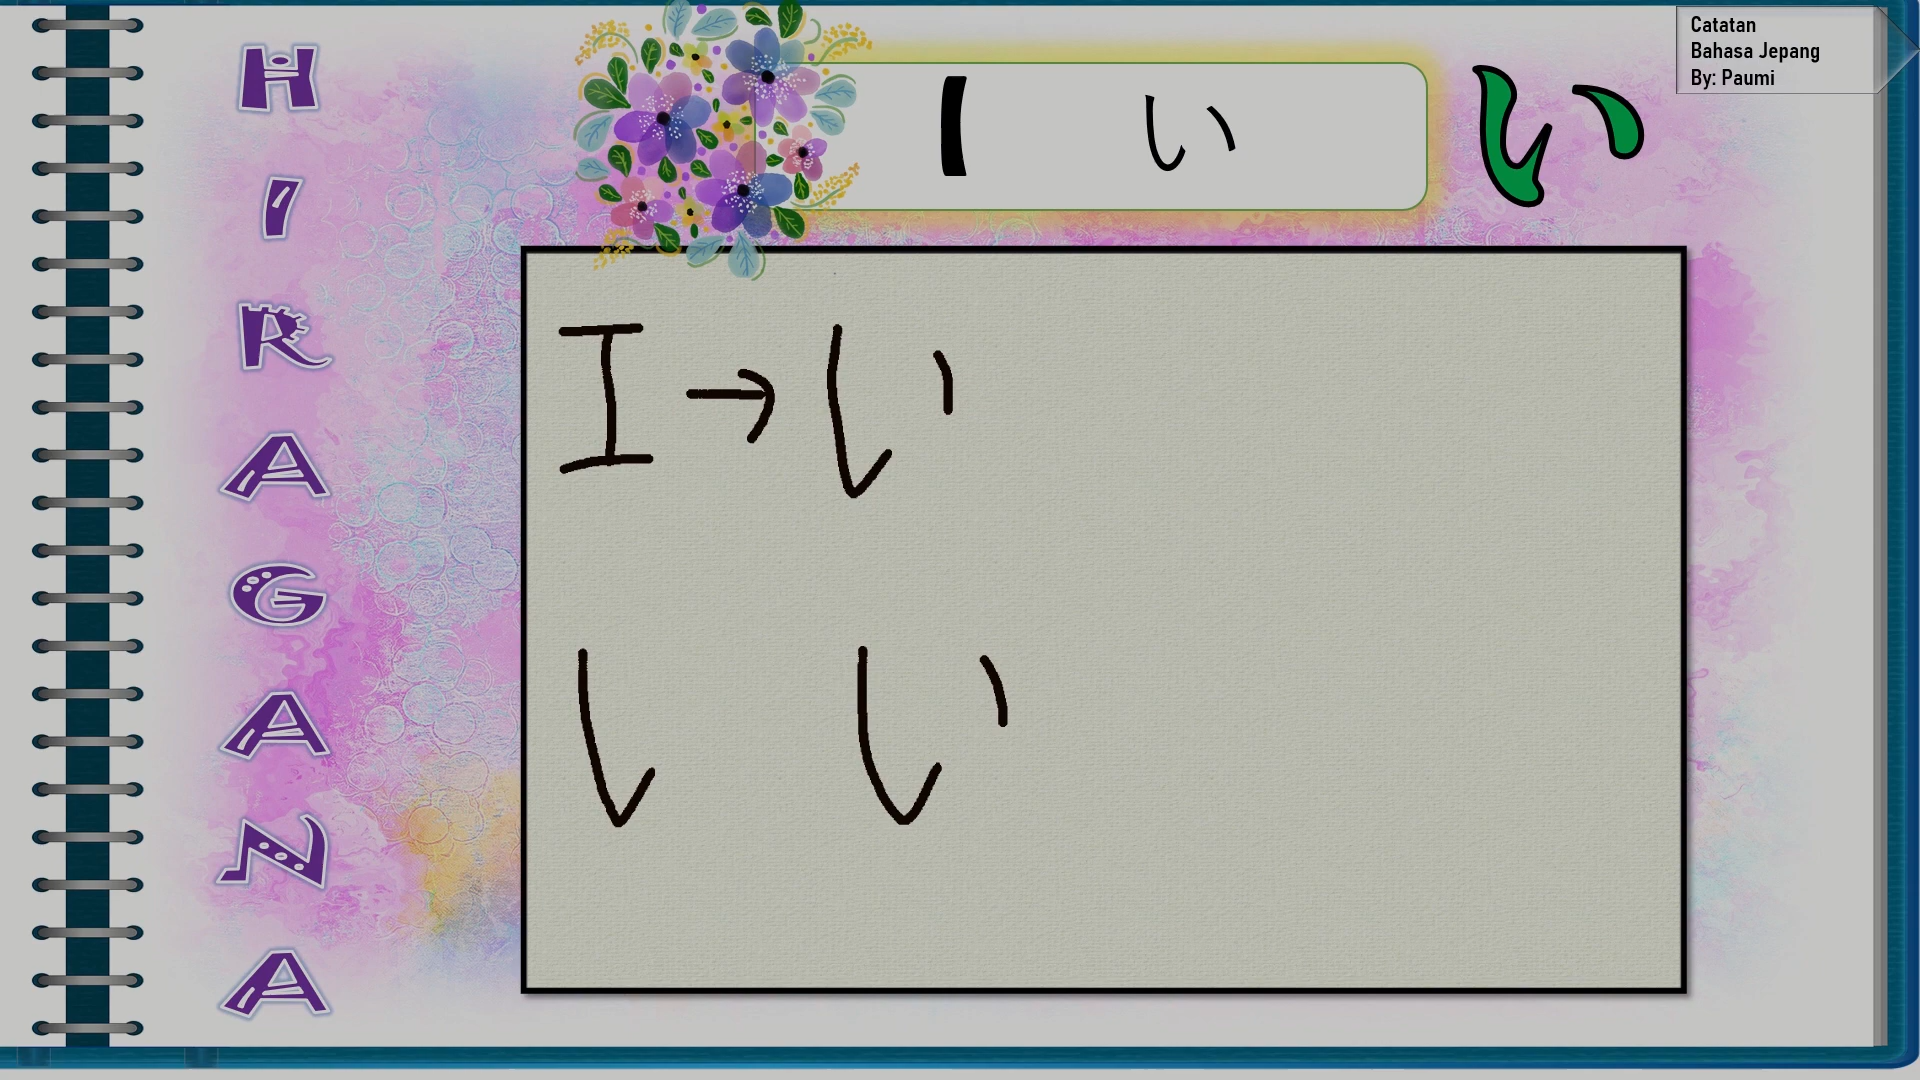 Catatan
Bahasa Jepang
By: Paumi
HIRAGANA
I い い
I → い
し い